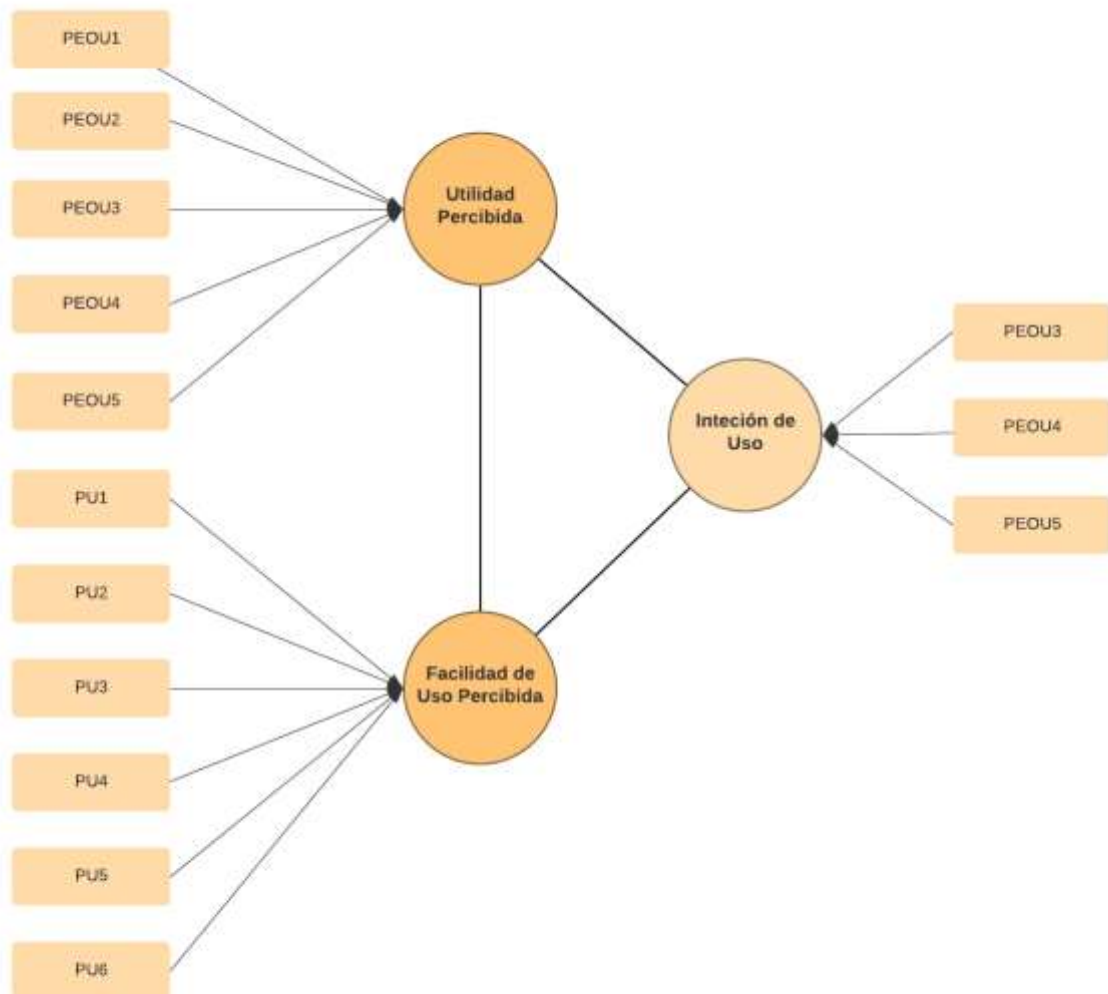 PEOU1
PEOU2
PEOU3
PEOU4
PEOU5
PU1
PU2
PU3
PU4
PU5
PU6
Utilidad
Percibida
Facilidad de
Uso Percibida
Inteción de
Uso
PEOU3
PEOU4
PEOU5